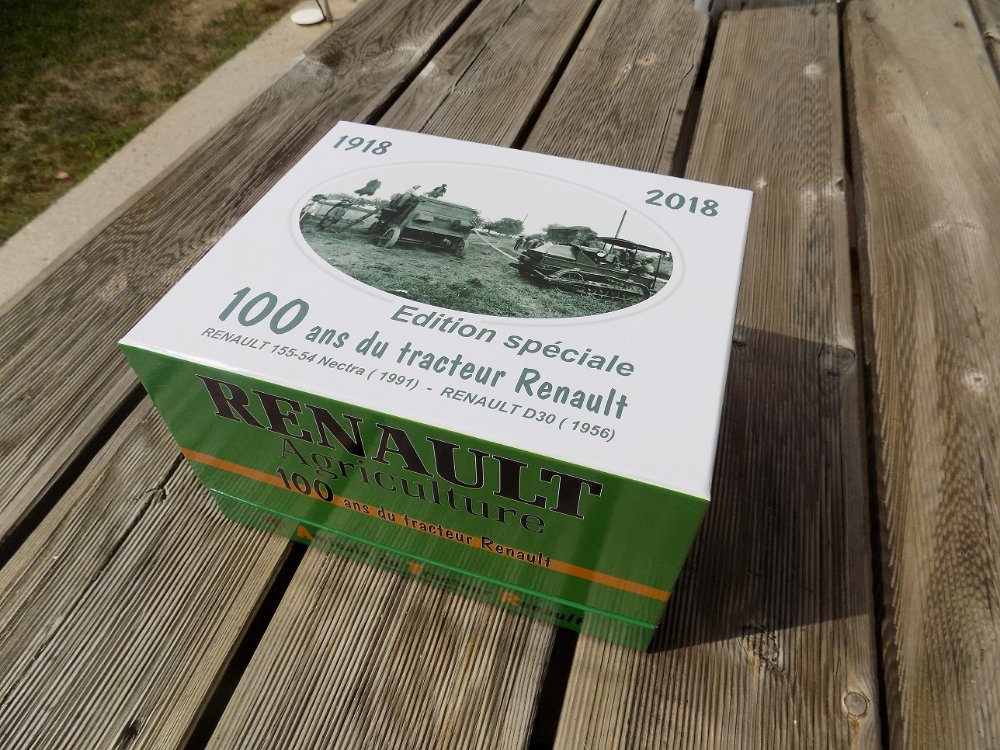 1918
2018
Edition spéciale
100 ans du tracteur Renault
RENAULT 155-54 Nectra ( 1991) - RENAULT D30 ( 1956)
RENAULT
Agriculture
100 ans du tracteur Renault
Renault